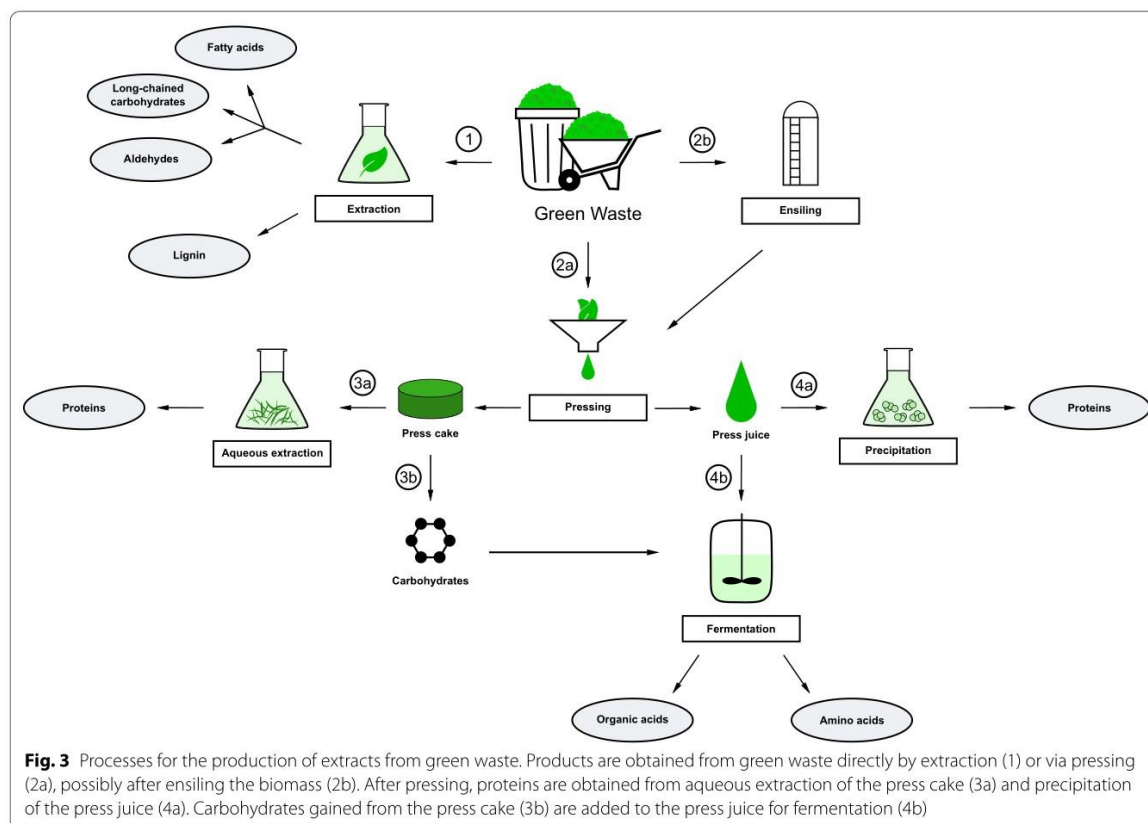 Fatty acids
Long-chained
carbohydrates
Aldehydes
Lignin
Extraction
1
Green Waste
2b
Ensiling
2a
Pressing
3a
Press cake
Aqueous extraction
Proteins
Press juice
4a
Precipitation
Proteins
3b
Carbohydrates
4b
Fermentation
Organic acids
Amino acids
Fig. 3 Processes for the production of extracts from green waste. Products are obtained from green waste directly by extraction (1) or via pressing
(2a), possibly after ensiling the biomass (2b). After pressing, proteins are obtained from aqueous extraction of the press cake (3a) and precipitation
of the press juice (4a). Carbohydrates gained from the press cake (3b) are added to the press juice for fermentation (4b)